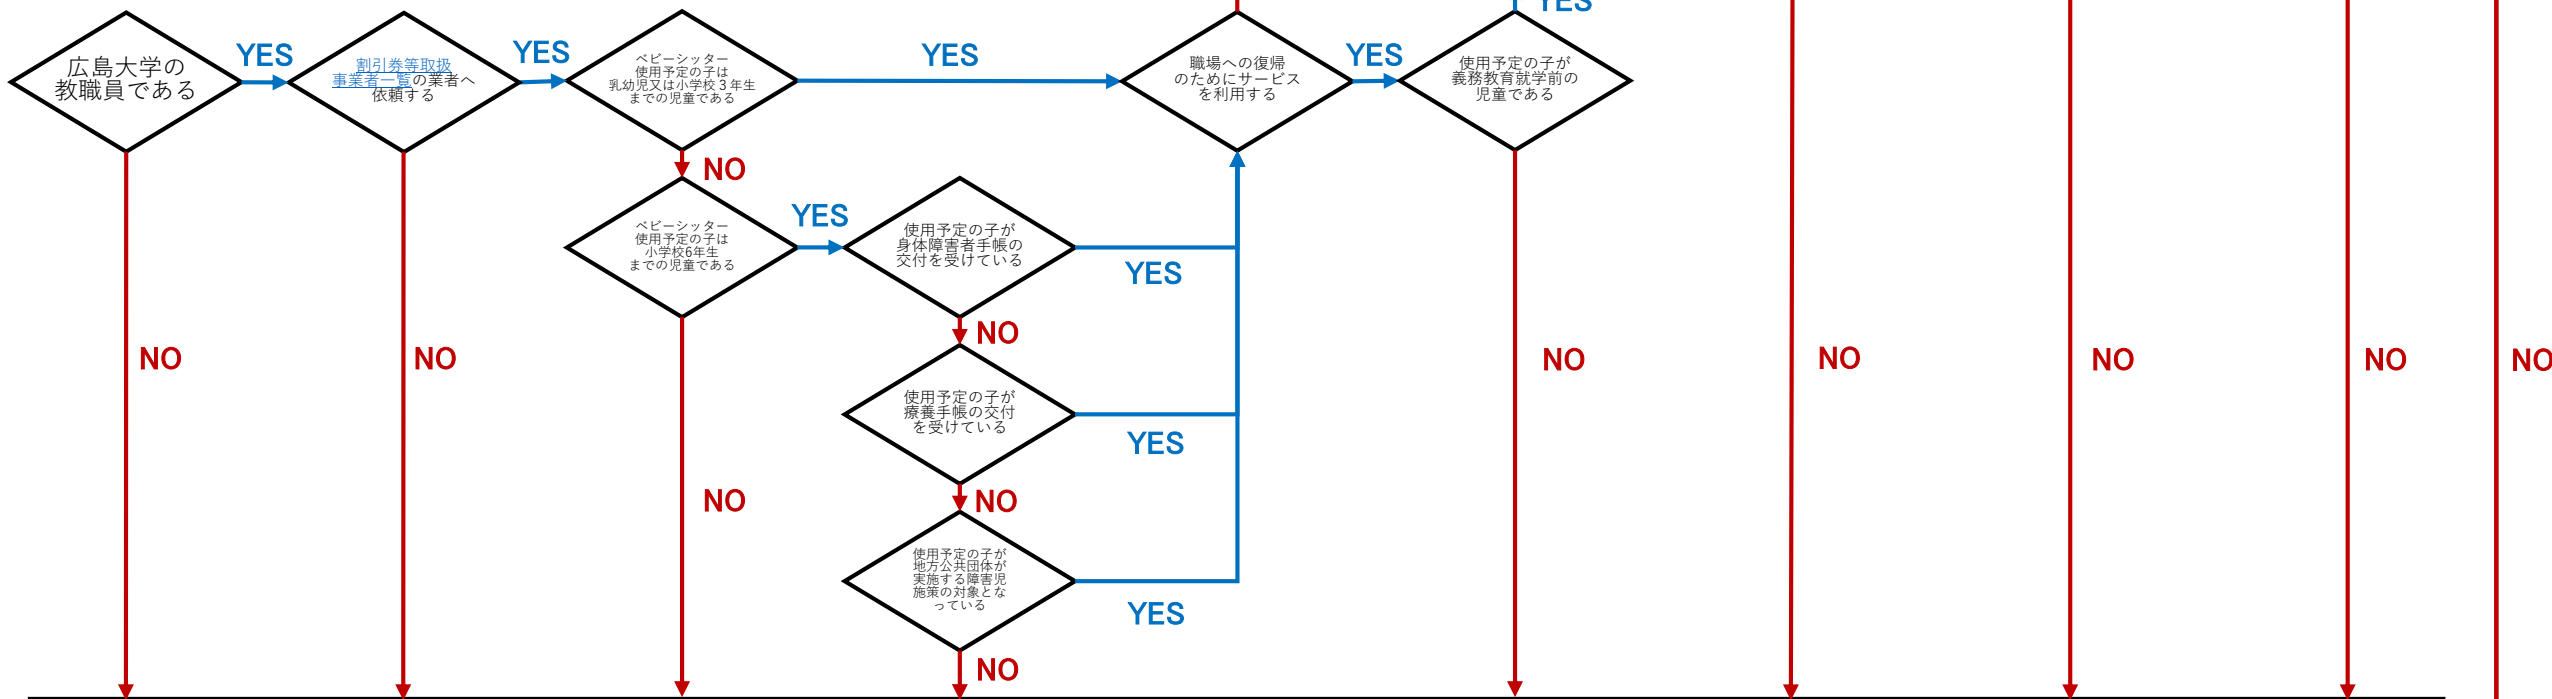 YES
広島大学の
教職員である
YES
割引券等取扱
事業者一覧の業者へ
依頼する
YES
ベビーシッター
使用予定の子は
乳幼児又は小学校３年生
までの児童である
YES
職場への復帰
のためにサービス
を利用する
YES
使用予定の子が
義務教育就学前の
児童である
NO
ベビーシッター
使用予定の子は
小学校6年生
までの児童である
YES
使用予定の子が
身体障害者手帳の
交付を受けている
YES
NO
NO
NO
NO
NO
NO
NO
NO
使用予定の子が
療養手帳の交付
を受けている
YES
NO
NO
使用予定の子が
地方公共団体が
実施する障害児
施策の対象とな
っている
YES
NO